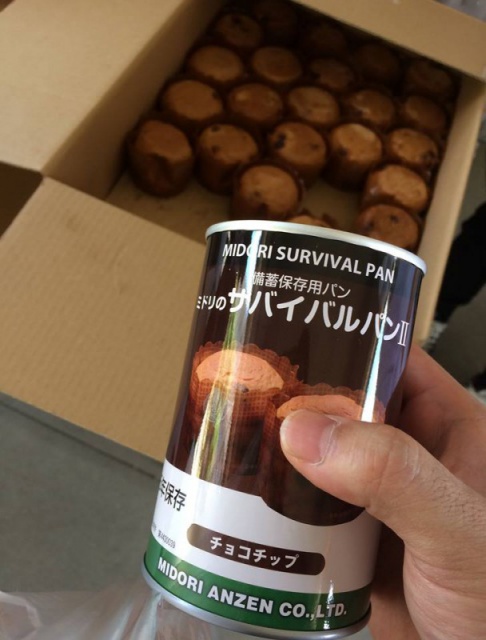 MIDORI SURVIVAL PAN
備蓄保存用パン
ミドリのサバイバルパンⅡ
年保存
チョコチップ
MIDORI ANZEN CO.,LTD.